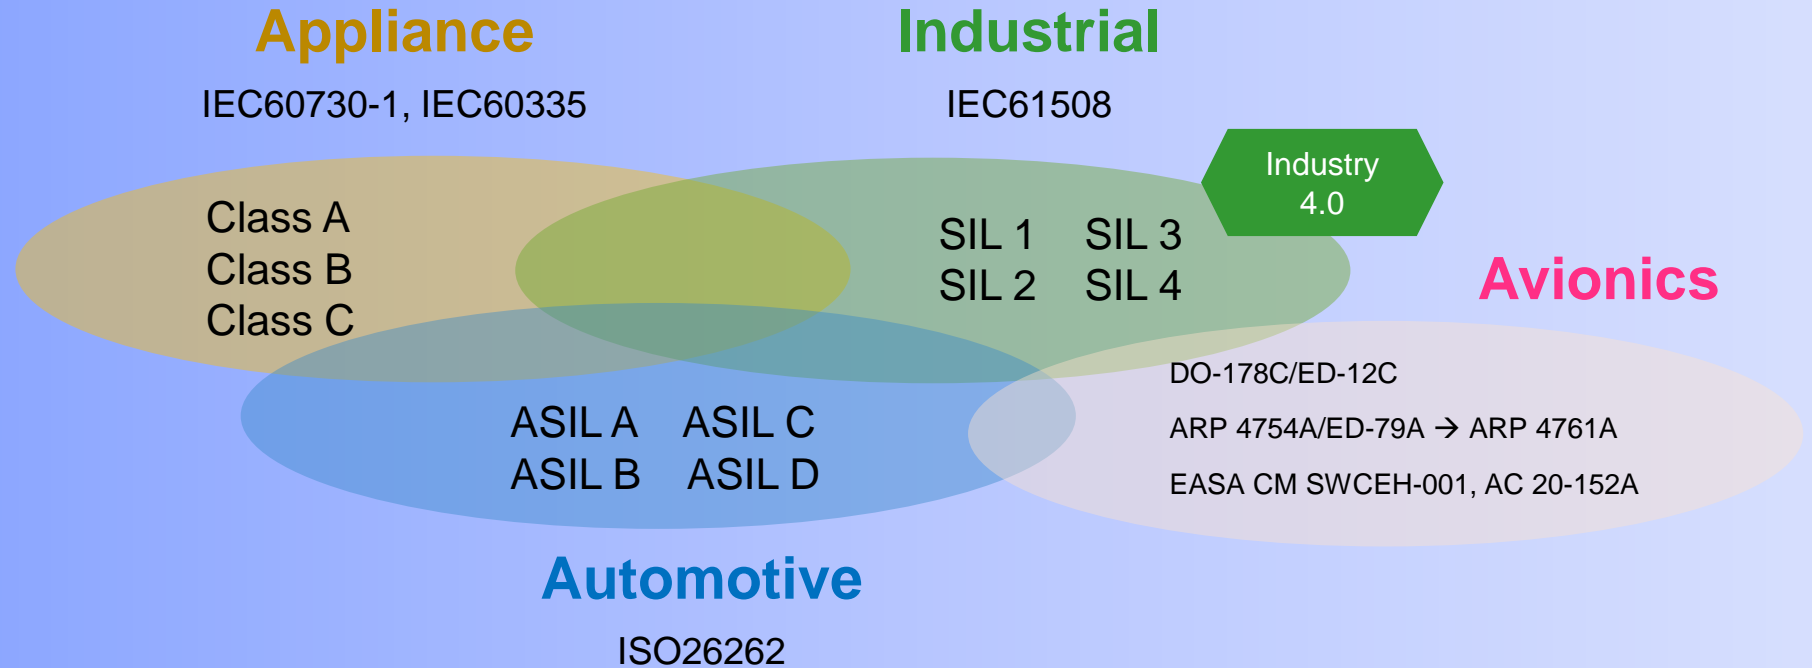 Appliance
IEC60730-1, IEC60335
Industrial
IEC61508
Industry
4.0
Class A
Class B
Class C
SIL 1 SIL 3
SIL 2 SIL 4
Avionics
DO-178C/ED-12C
ARP 4754A/ED-79A → ARP 4761A
EASA CM SWCEH-001, AC 20-152A
ASIL A ASIL C
ASIL B ASIL D
Automotive
ISO26262